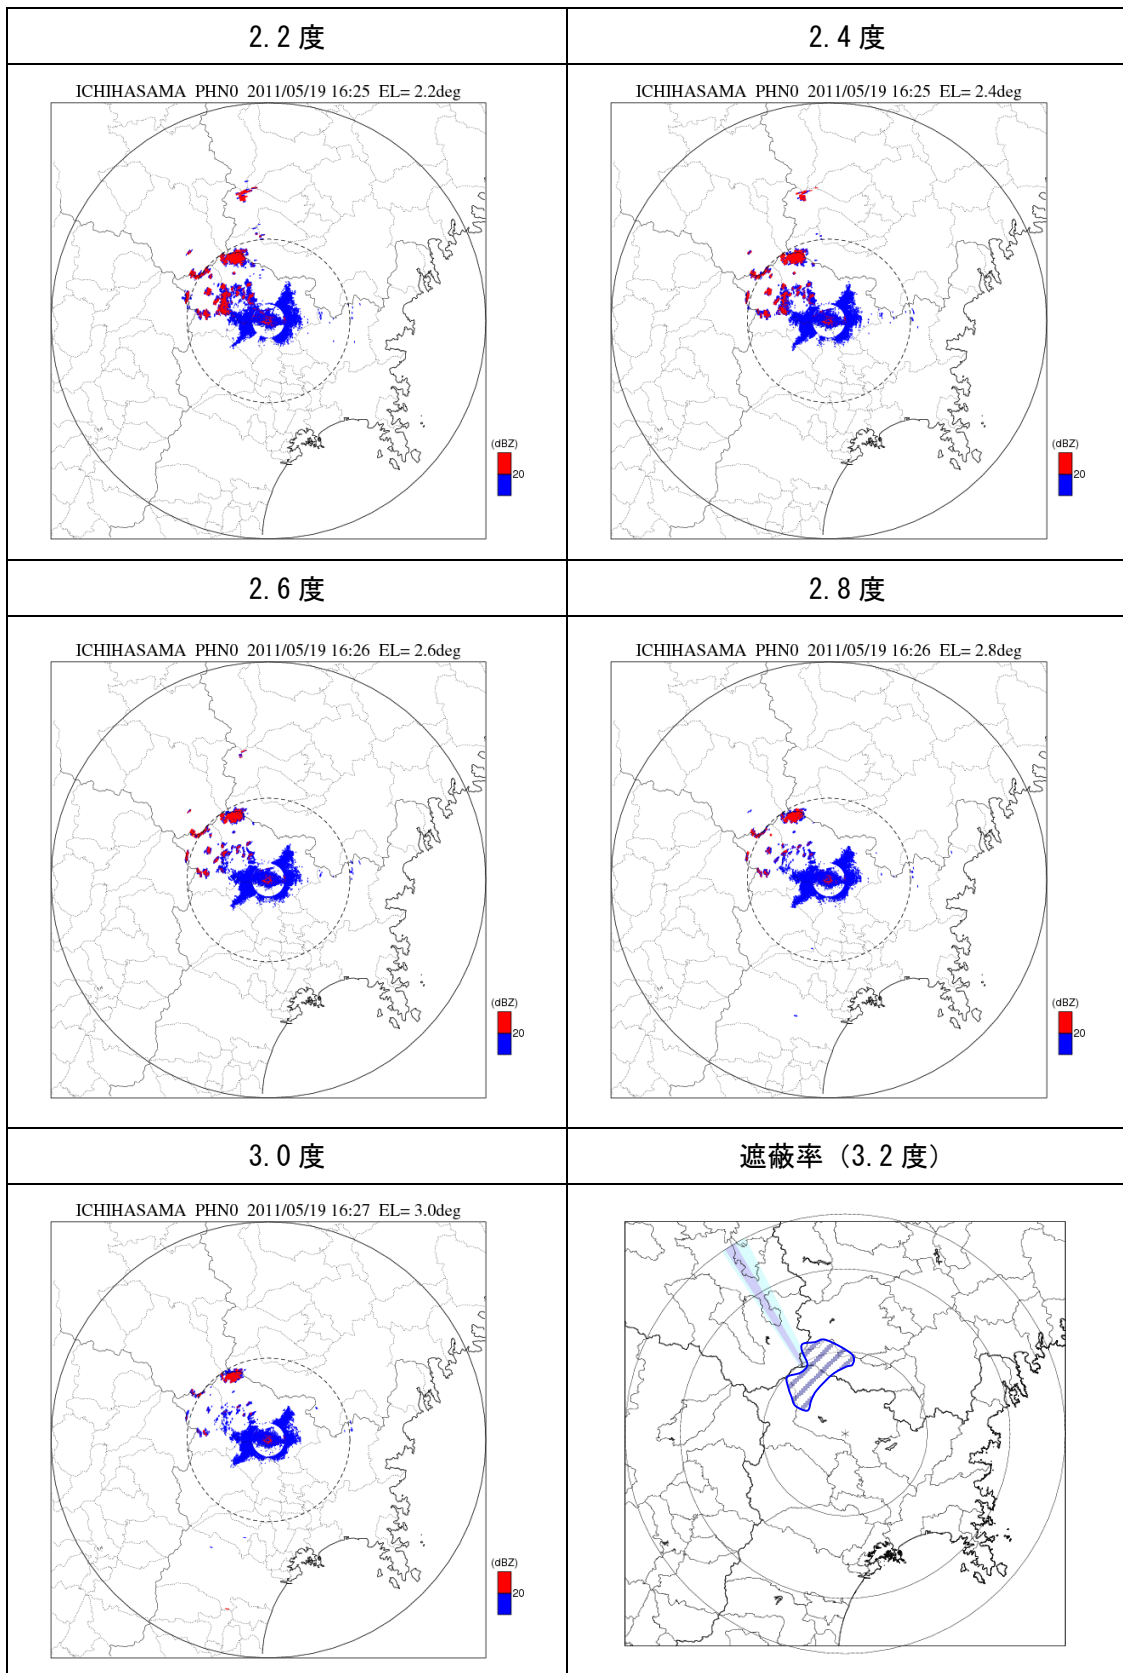 2.2度
2.4度
ICHIHASAMA PHN0 2011/05/19 16:25 EL= 2.2deg
(dBZ)
20
ICHIHASAMA PHN0 2011/05/19 16:25 EL= 2.4deg
(dBZ)
20
2.6度
2.8度
ICHIHASAMA PHN0 2011/05/19 16:26 EL= 2.6deg
(dBZ)
20
ICHIHASAMA PHN0 2011/05/19 16:26 EL= 2.8deg
(dBZ)
20
3.0度
遮蔽率（3.2度）
ICHIHASAMA PHN0 2011/05/19 16:27 EL= 3.0deg
(dBZ)
20